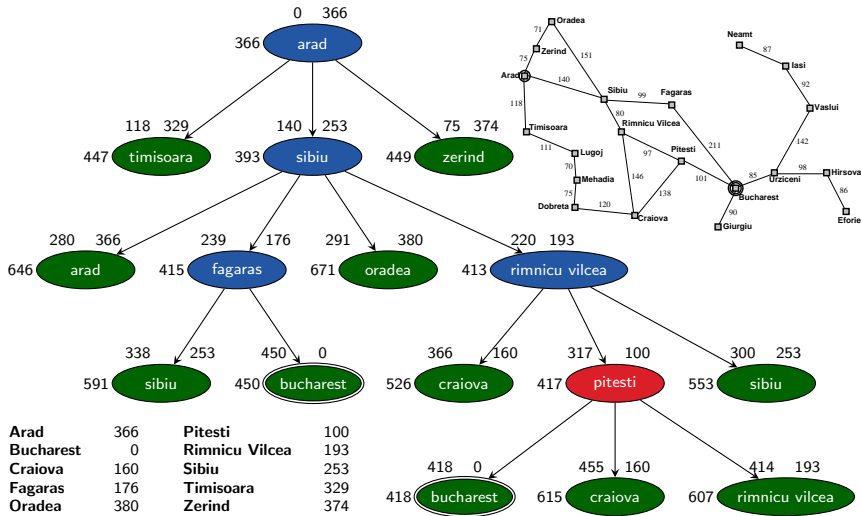 0 366
366 arad
118 329
447 timisoara
140 253
393 sibiu
75 374
449 zerind
280 366
646 arad
239 176
415 fagaras
291 380
671 oradea
220 193
413 rimnicu vilcea
338 253
591 sibiu
450 0
450 bucharest
366 160
526 craiova
317 100
417 pitesti
300 253
553 sibiu
418 0
418 bucharest
455 160
615 craiova
414 193
607 rimnicu vilcea
Arad 366 Pitesti 100
Bucharest 0 Rimnicu Vilcea 193
Craiova 160 Sibiu 253
Fagaras 176 Timisoara 329
Oradea 380 Zerind 374
Oradea
71
Neamt
Zerind
87
151
75
Iasi
Arad
140
92
Sibiu
99
Fagaras
118
80
Vaslui
Timisoara
Rimnicu Vilcea
111
211
142
Lugoj
97
Pitesti
70
98
Hirsova
Mehadia
146
101
85
Urziceni
75
138
86
Bucharest
Dobreta
120
90
Craiova
Giurgiu
Eforie